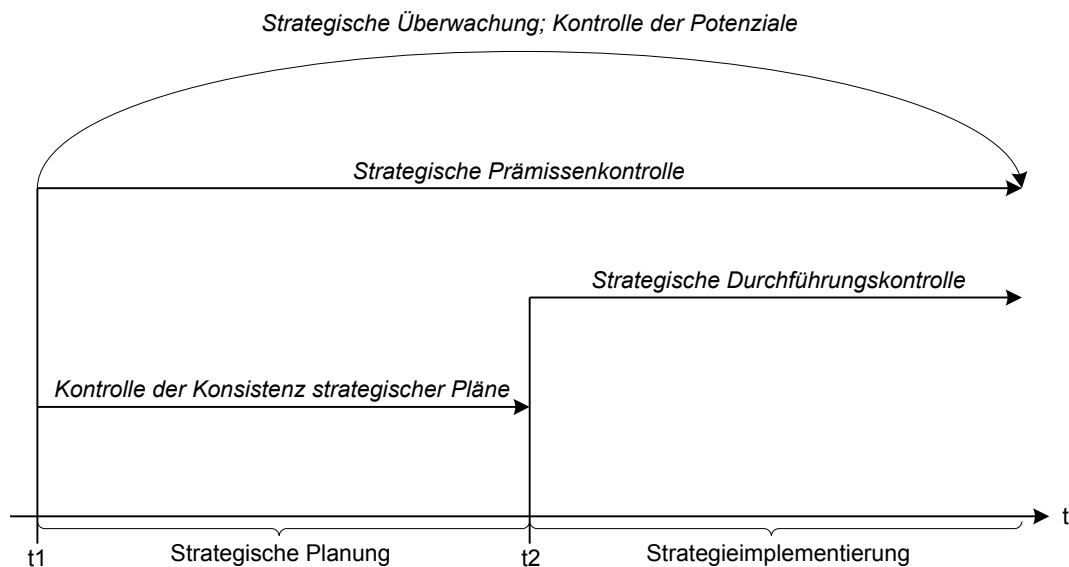 Strategische Überwachung; Kontrolle der Potenziale
Strategische Prämissenkontrolle
Strategische Durchführungskontrolle
Kontrolle der Konsistenz strategischer Pläne
t
t1
Strategische Planung
t2
Strategieimplementierung